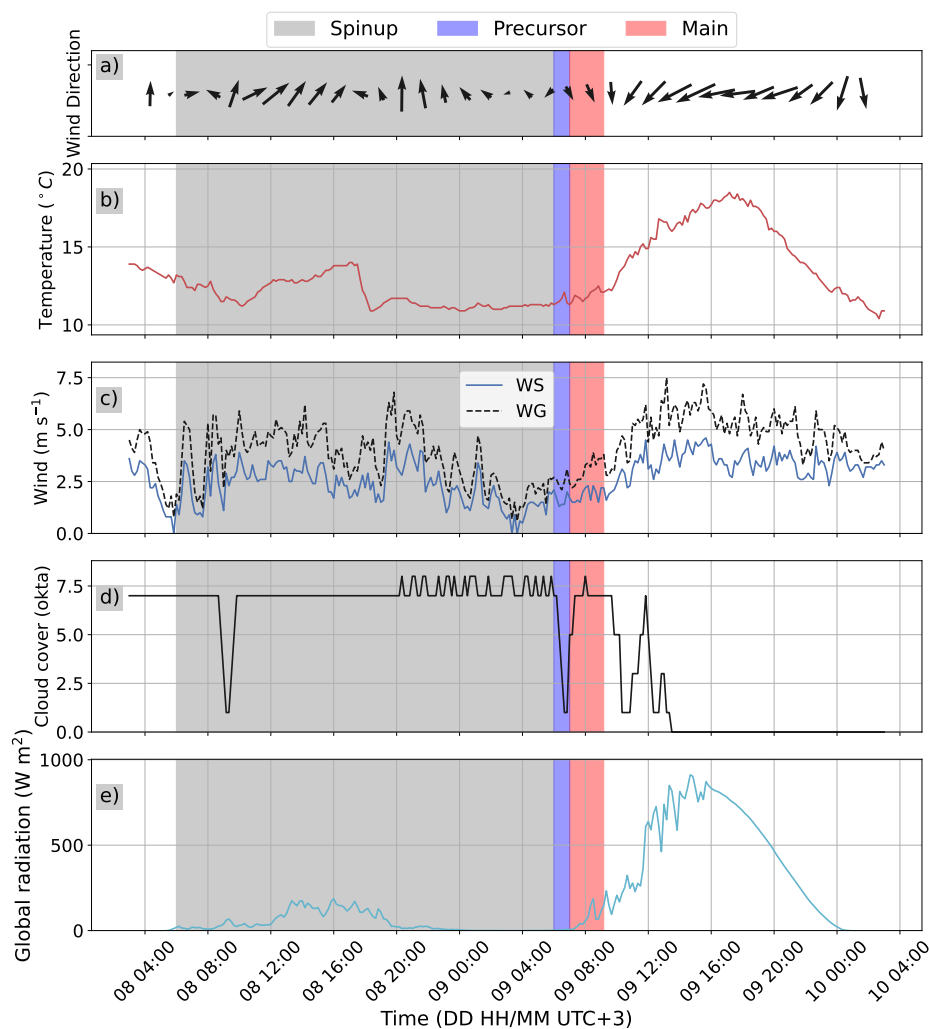 Spinup Precursor Main
a)
Wind Direction
b)
Temperature (°C)
20
15
10
c)
Wind (m s⁻¹)
7.5
5.0
2.5
0.0
WS
WG
d)
Cloud cover (okta)
7.5
5.0
2.5
0.0
e)
Global radiation (W m²)
1000
500
0
08 04:00 08 08:00 08 12:00 08 16:00 08 20:00 09 00:00 09 04:00 09 08:00 09 12:00 09 16:00 09 20:00 10 00:00 10 04:00
Time (DD HH/MM UTC+3)